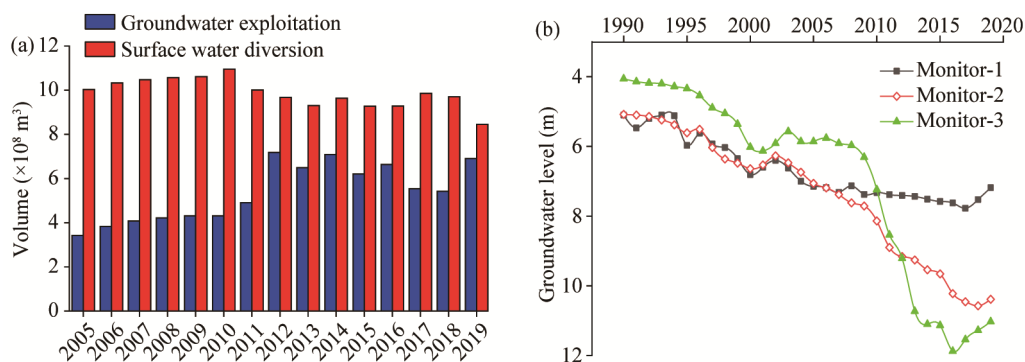 (a)
Groundwater exploitation
Surface water diversion
Volume (×10⁸ m³)
12
10
8
6
4
2
0
2005 2006 2007 2008 2009 2010 2011 2012 2013 2014 2015 2016 2017 2018 2019
(b)
1990 1995 2000 2005 2010 2015 2020
Groundwater level (m)
4
6
8
10
12
Monitor-1
Monitor-2
Monitor-3